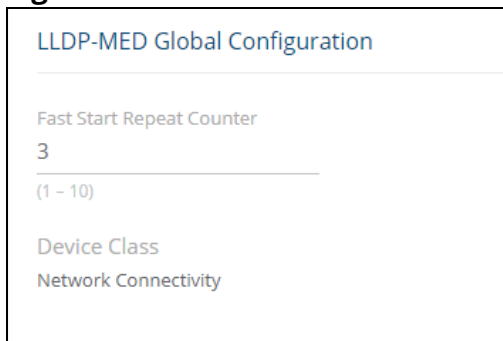 LLDP-MED Global Configuration
Fast Start Repeat Counter
3
(1 – 10)
Device Class
Network Connectivity